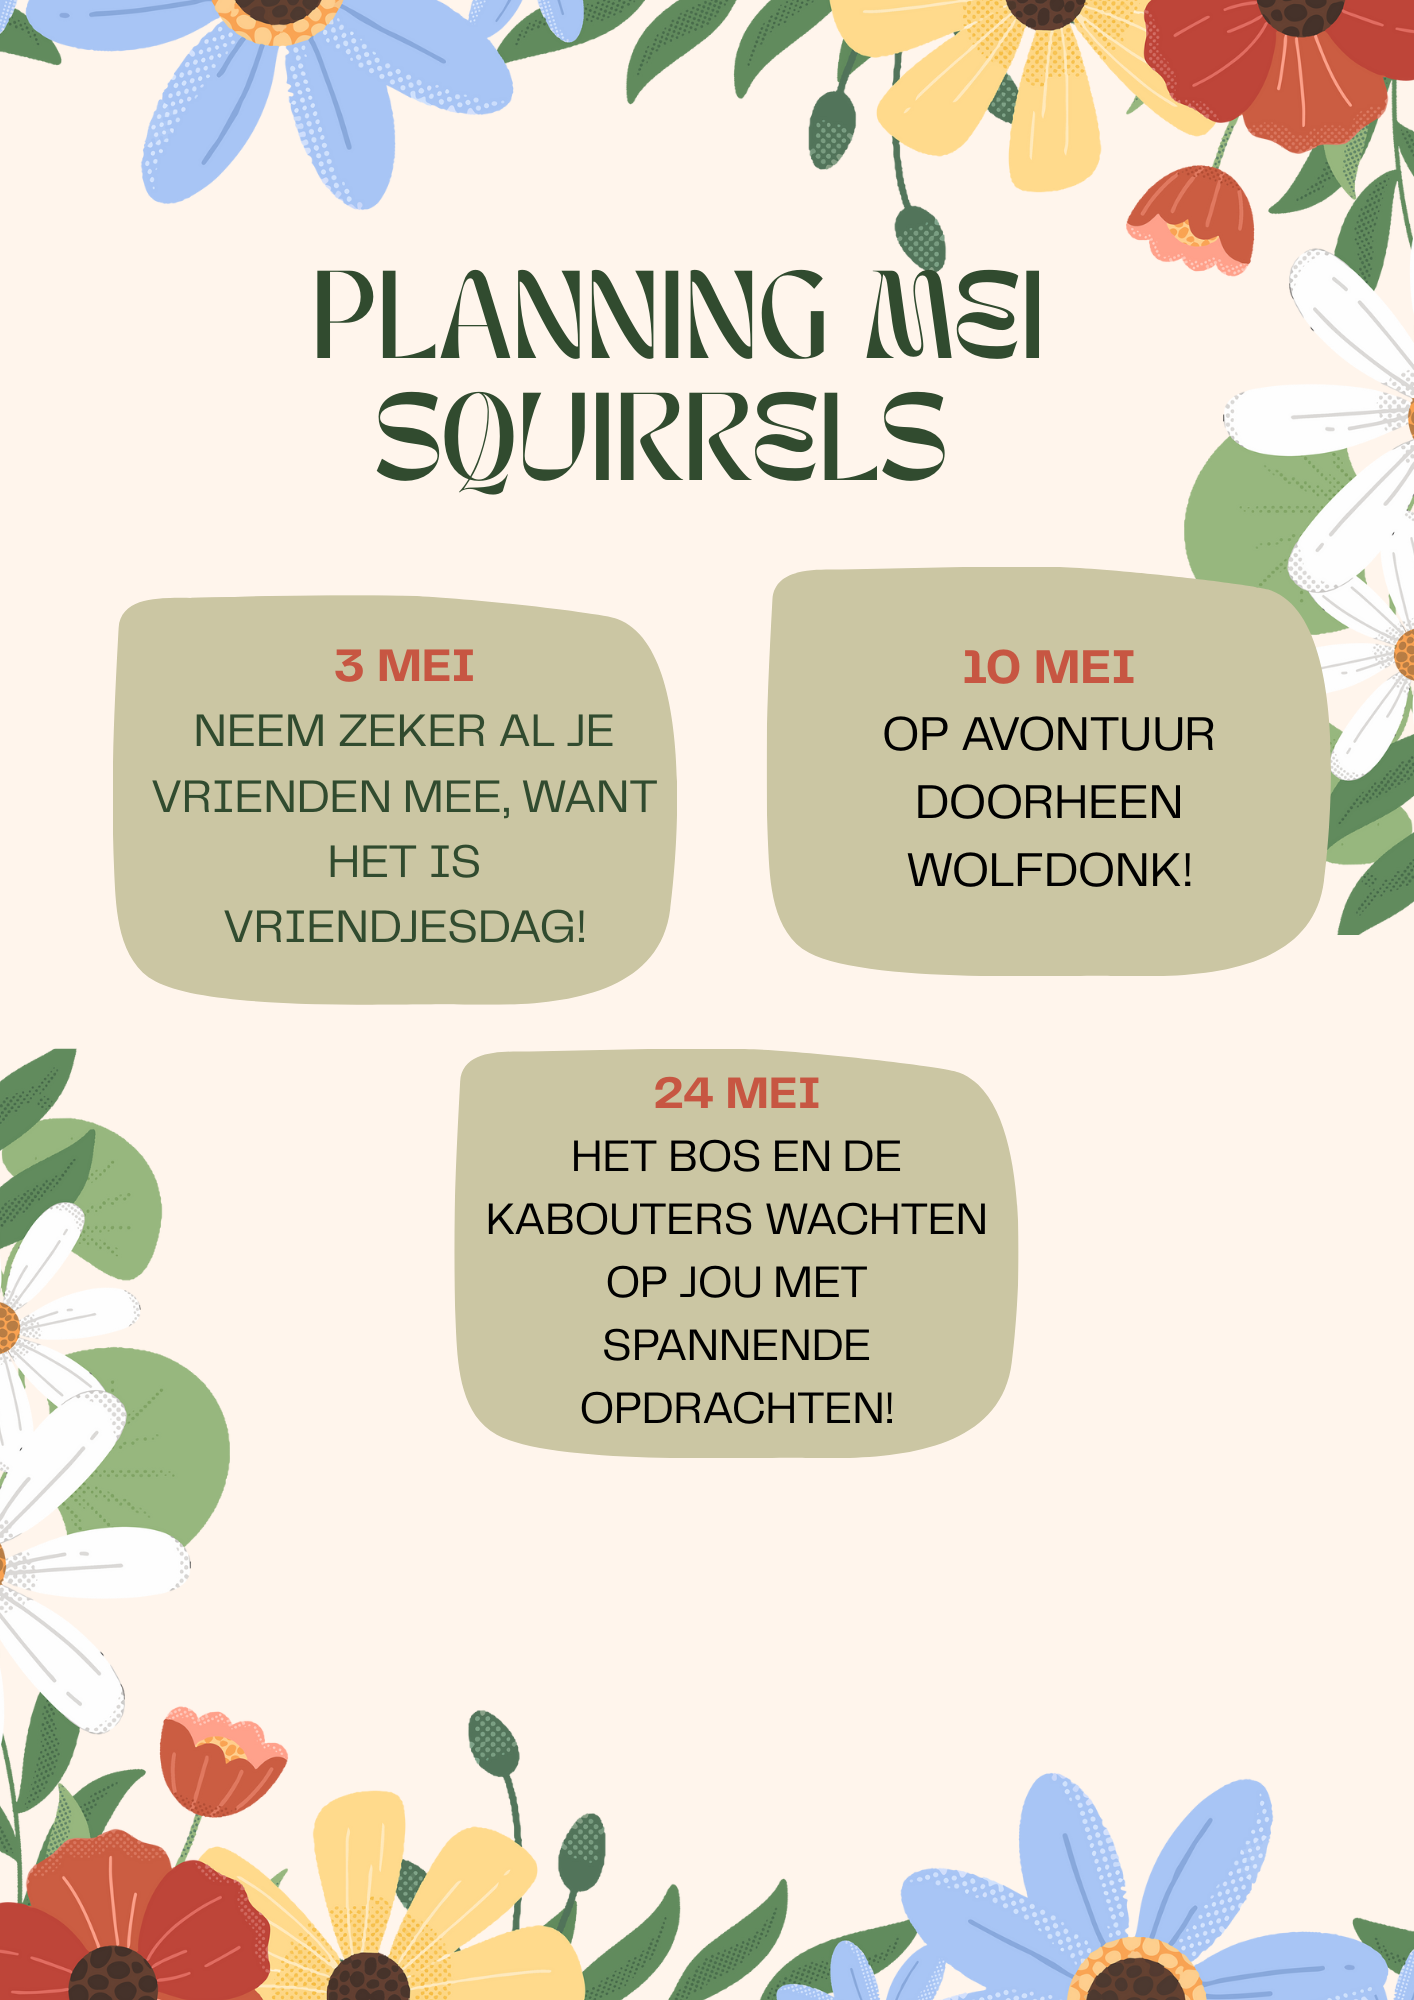 PLANNING MEI
SQUIRRELS
3 MEI
NEEM ZEKER AL JE
VRIENDEN MEE, WANT
HET IS
VRIENDJESDAG!
10 MEI
OP AVONTUUR
DOORHEEN
WOLFDONK!
24 MEI
HET BOS EN DE
KABOUTERS WACHTEN
OP JOU MET
SPANNENDE
OPDRACHTEN!